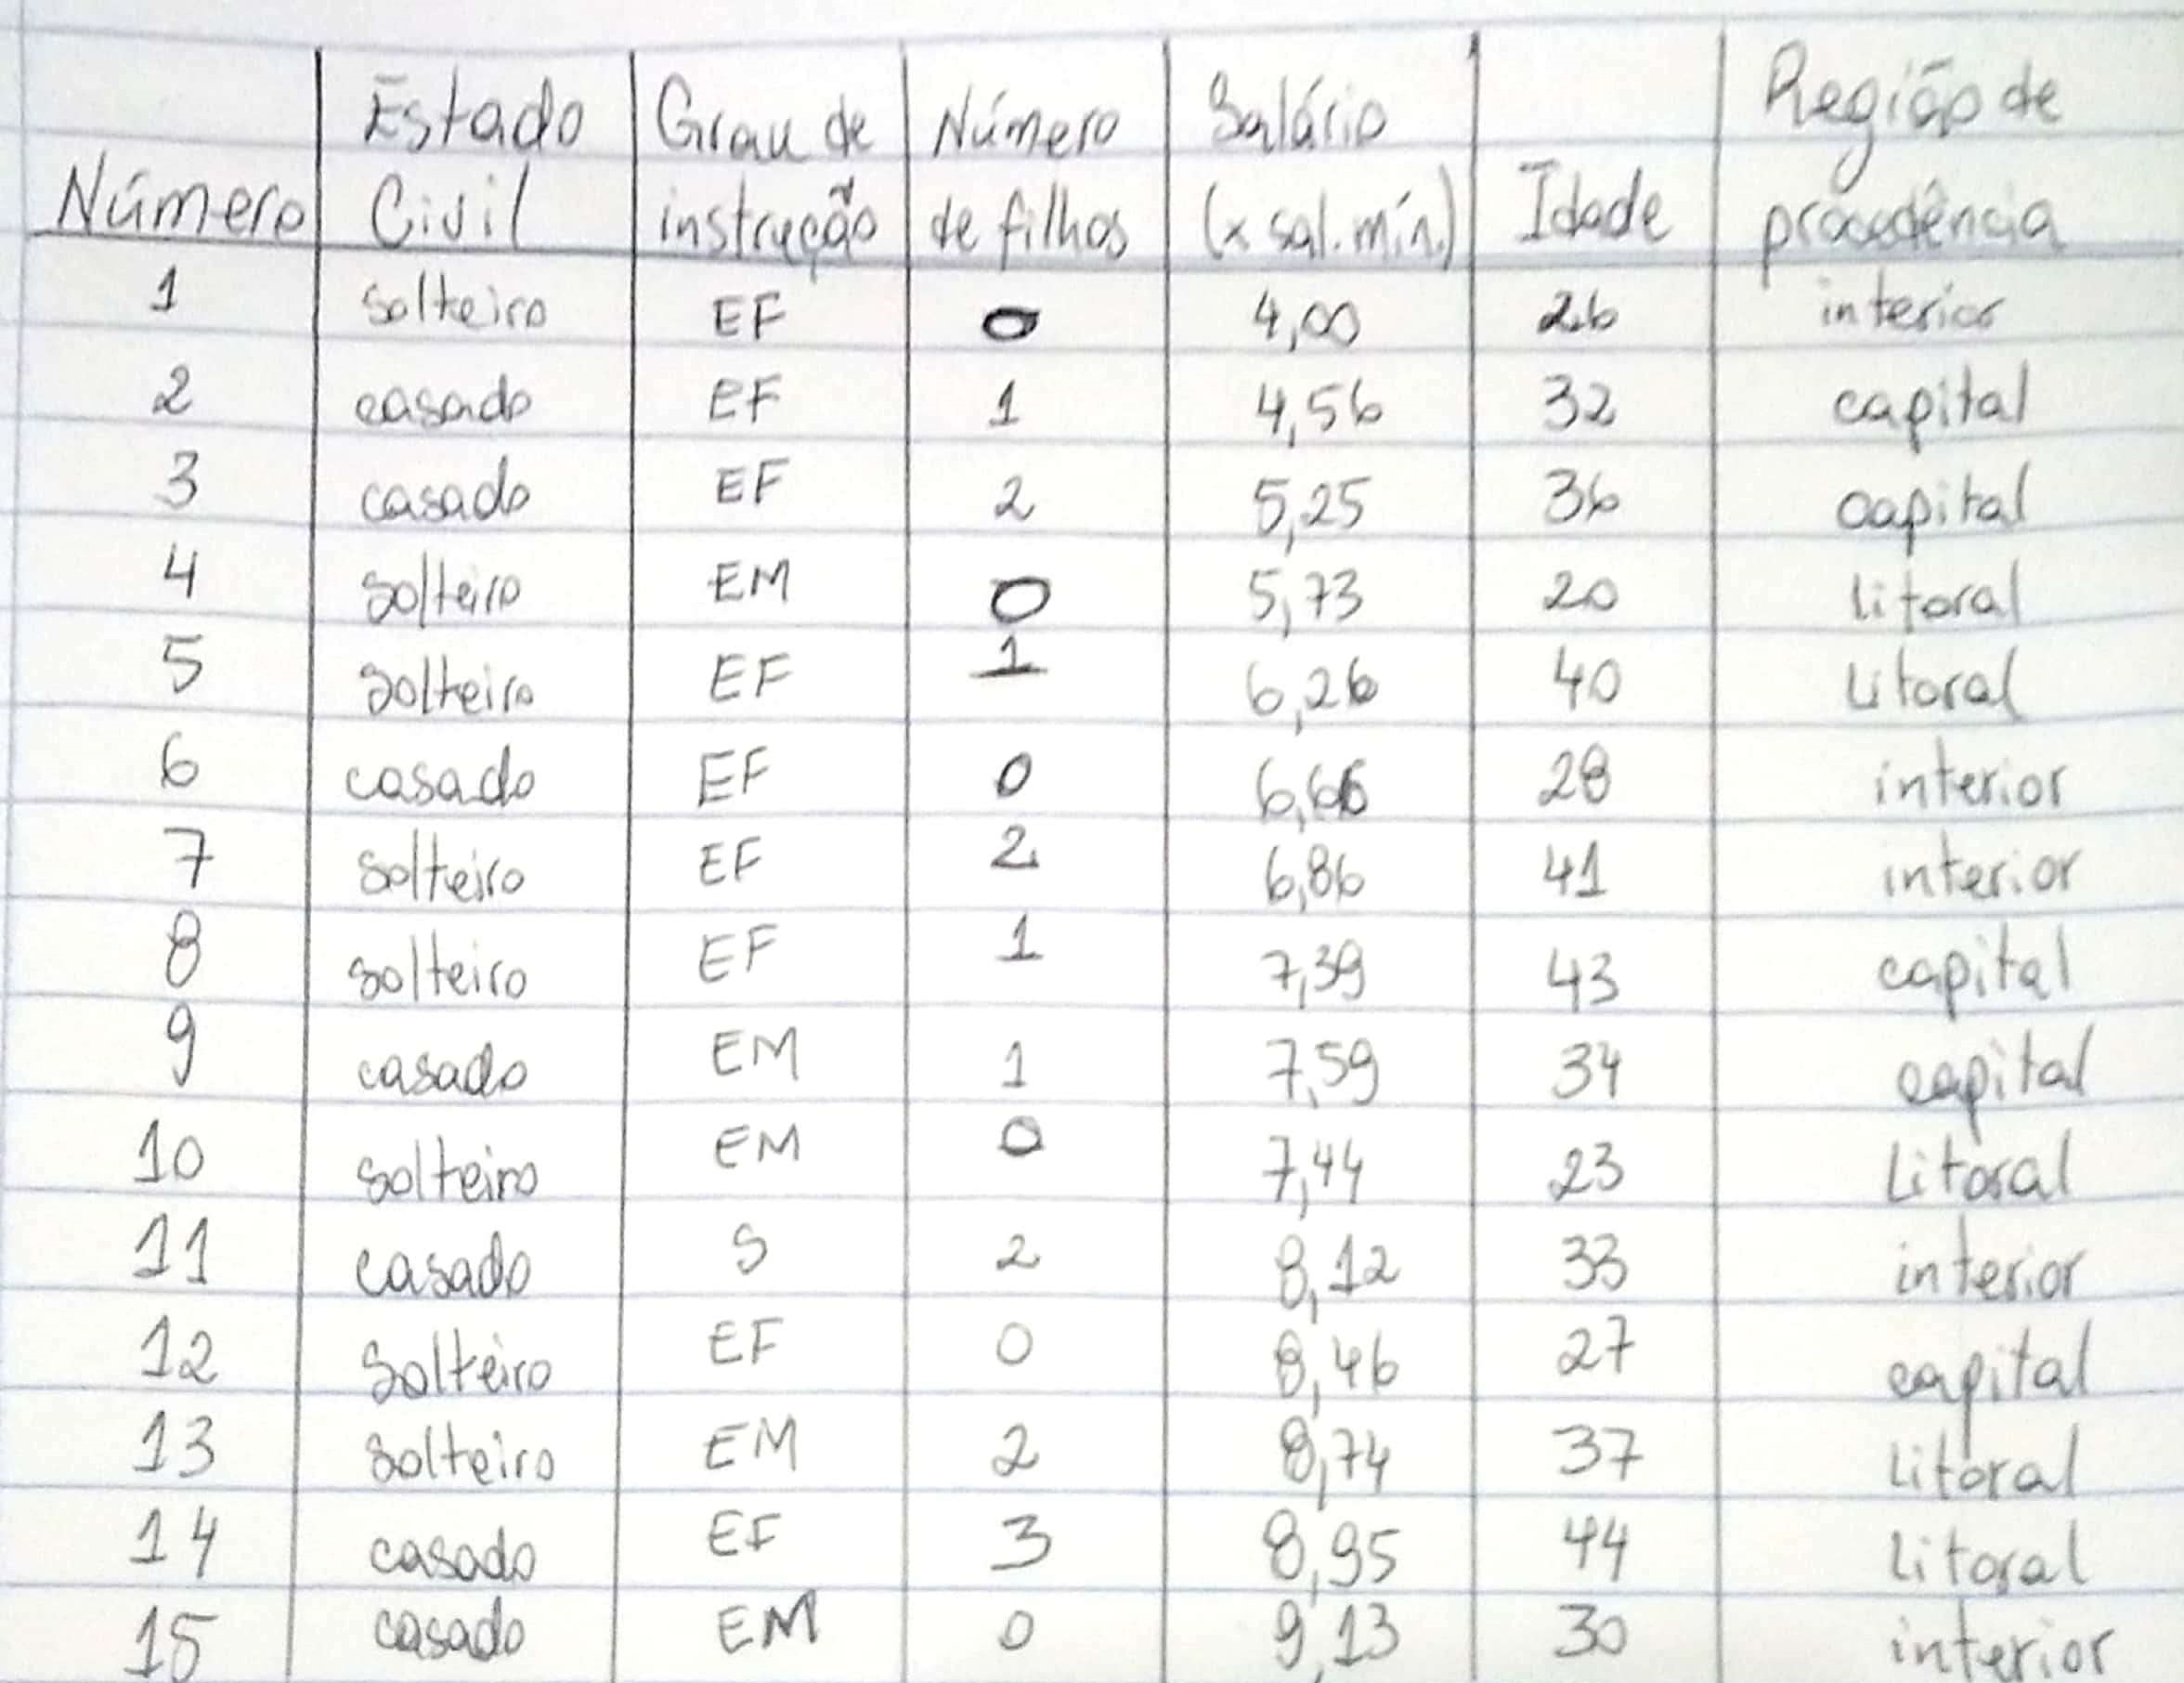 Número Estado Civil Grau de instrução Número de filhos Salário (x sal. mín.) Idade Região de procedência
1 solteiro EF 0 4,00 26 interior
2 casado EF 1 4,56 32 capital
3 casado EF 2 5,25 36 capital
4 solteiro EM 0 5,73 20 litoral
5 solteiro EF 1 6,26 40 litoral
6 casado EF 0 6,66 28 interior
7 solteiro EF 2 6,86 41 interior
8 solteiro EF 1 7,39 43 capital
9 casado EM 1 7,59 34 capital
10 solteiro EM 0 7,44 23 Litoral
11 casado S 2 8,12 33 interior
12 Solteiro EF 0 8,46 27 capital
13 Solteiro EM 2 8,74 37 Litoral
14 casado EF 3 8,95 44 Litoral
15 casado EM 0 9,13 30 interior